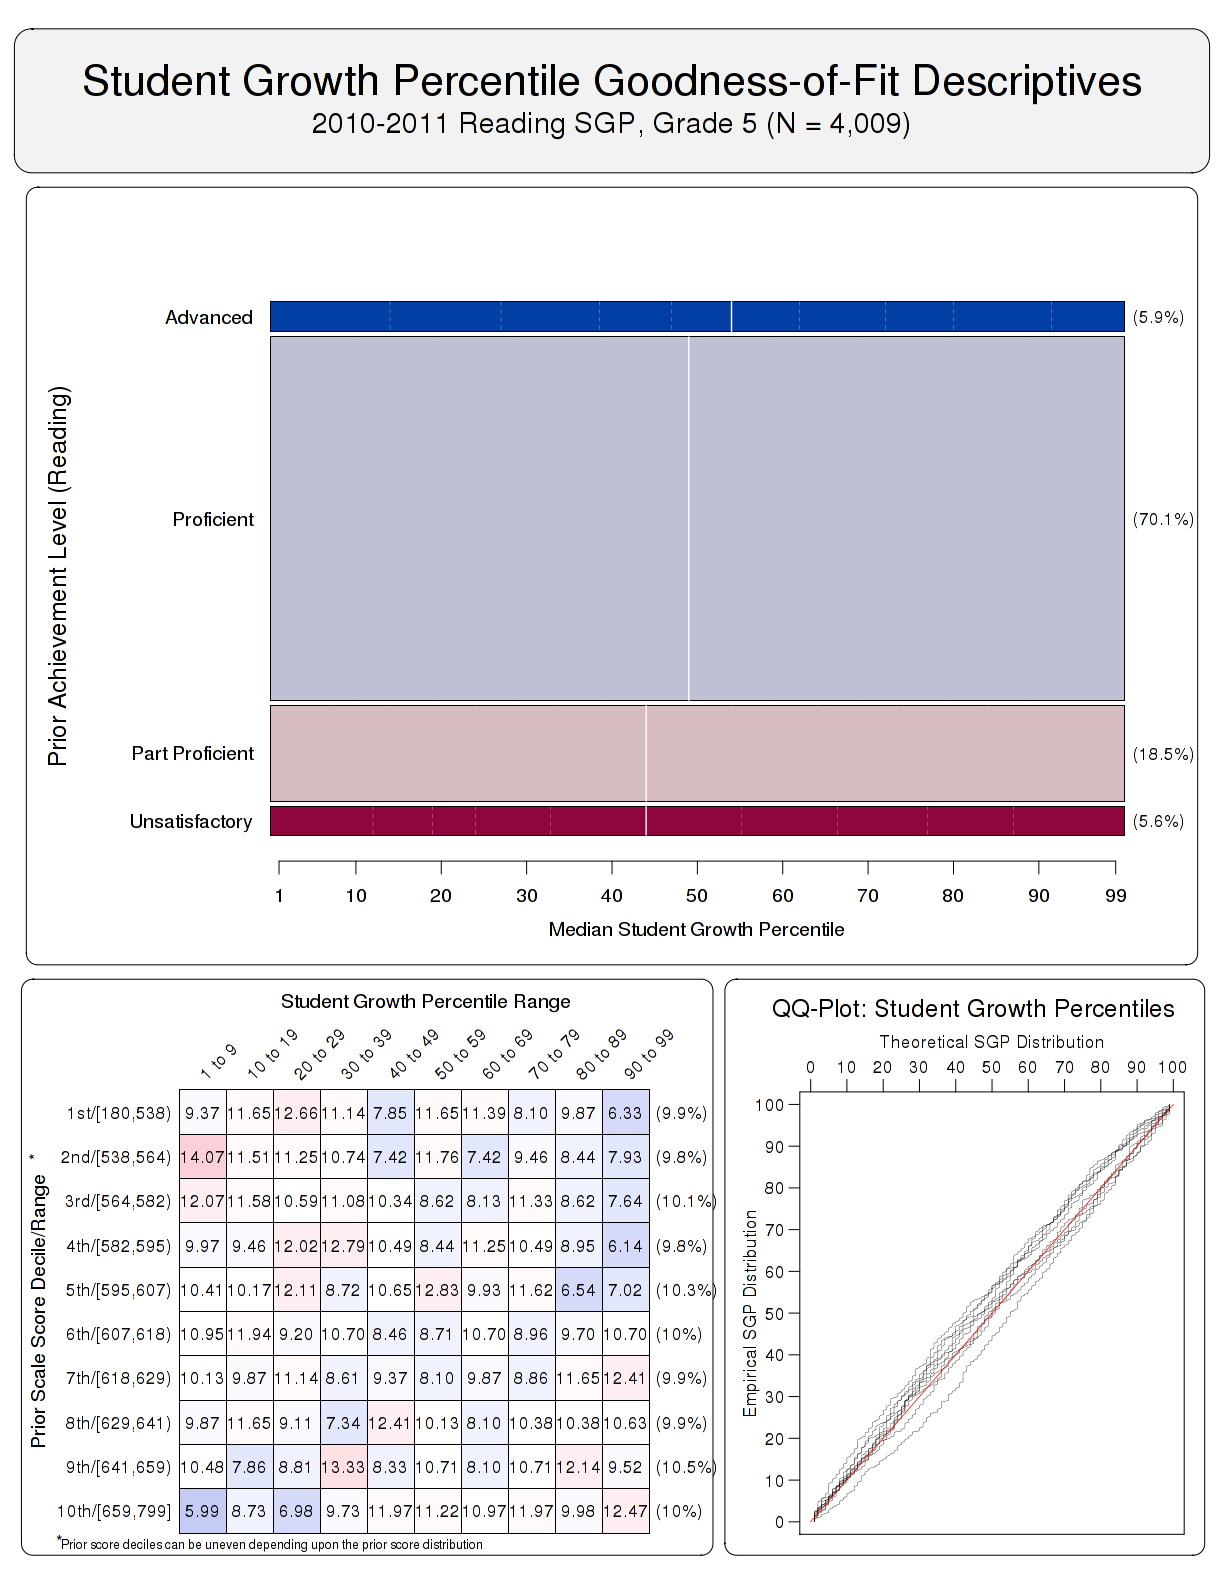 Student Growth Percentile Goodness-of-Fit Descriptives
2010-2011 Reading SGP, Grade 5 (N = 4,009)
Prior Achievement Level (Reading)
Advanced (5.9%)
Proficient (70.1%)
Part Proficient (18.5%)
Unsatisfactory (5.6%)
1 10 20 30 40 50 60 70 80 90 99
Median Student Growth Percentile
Student Growth Percentile Range
1 to 9 10 to 19 20 to 29 30 to 39 40 to 49 50 to 59 60 to 69 70 to 79 80 to 89 90 to 99
Prior Scale Score Decile/Range *
1st/[180,538) 9.37 11.65 12.66 11.14 7.85 11.65 11.39 8.10 9.87 6.33 (9.9%)
2nd/[538,564) 14.07 11.51 11.25 10.74 7.42 11.76 7.42 9.46 8.44 7.93 (9.8%)
3rd/[564,582) 12.07 11.58 10.59 11.08 10.34 8.62 8.13 11.33 8.62 7.64 (10.1%)
4th/[582,595) 9.97 9.46 12.02 12.79 10.49 8.44 11.25 10.49 8.95 6.14 (9.8%)
5th/[595,607) 10.41 10.17 12.11 8.72 10.65 12.83 9.93 11.62 6.54 7.02 (10.3%)
6th/[607,618) 10.95 11.94 9.20 10.70 8.46 8.71 10.70 8.96 9.70 10.70 (10%)
7th/[618,629) 10.13 9.87 11.14 8.61 9.37 8.10 9.87 8.86 11.65 12.41 (9.9%)
8th/[629,641) 9.87 11.65 9.11 7.34 12.41 10.13 8.10 10.38 10.38 10.63 (9.9%)
9th/[641,659) 10.48 7.86 8.81 13.33 8.33 10.71 8.10 10.71 12.14 9.52 (10.5%)
10th/[659,799] 5.99 8.73 6.98 9.73 11.97 11.22 10.97 11.97 9.98 12.47 (10%)
*Prior score deciles can be uneven depending upon the prior score distribution
QQ-Plot: Student Growth Percentiles
Theoretical SGP Distribution
0 10 20 30 40 50 60 70 80 90 100
Empirical SGP Distribution
100
90
80
70
60
50
40
30
20
10
0